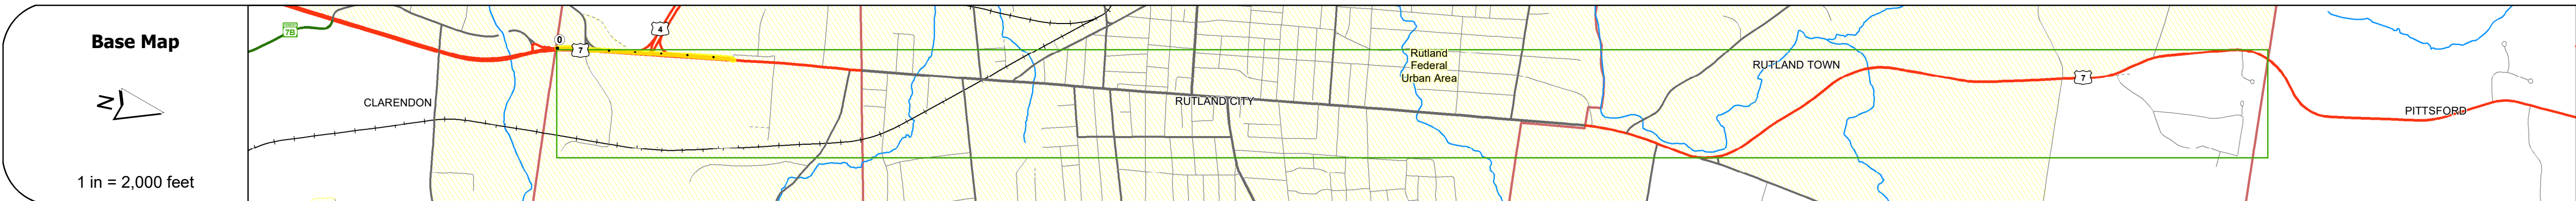 Base Map
N
1 in = 2,000 feet
7B
CLARENDON
0
7
4
RUTLAND CITY
Rutland
Federal
Urban Area
RUTLAND TOWN
7
PITTSFORD